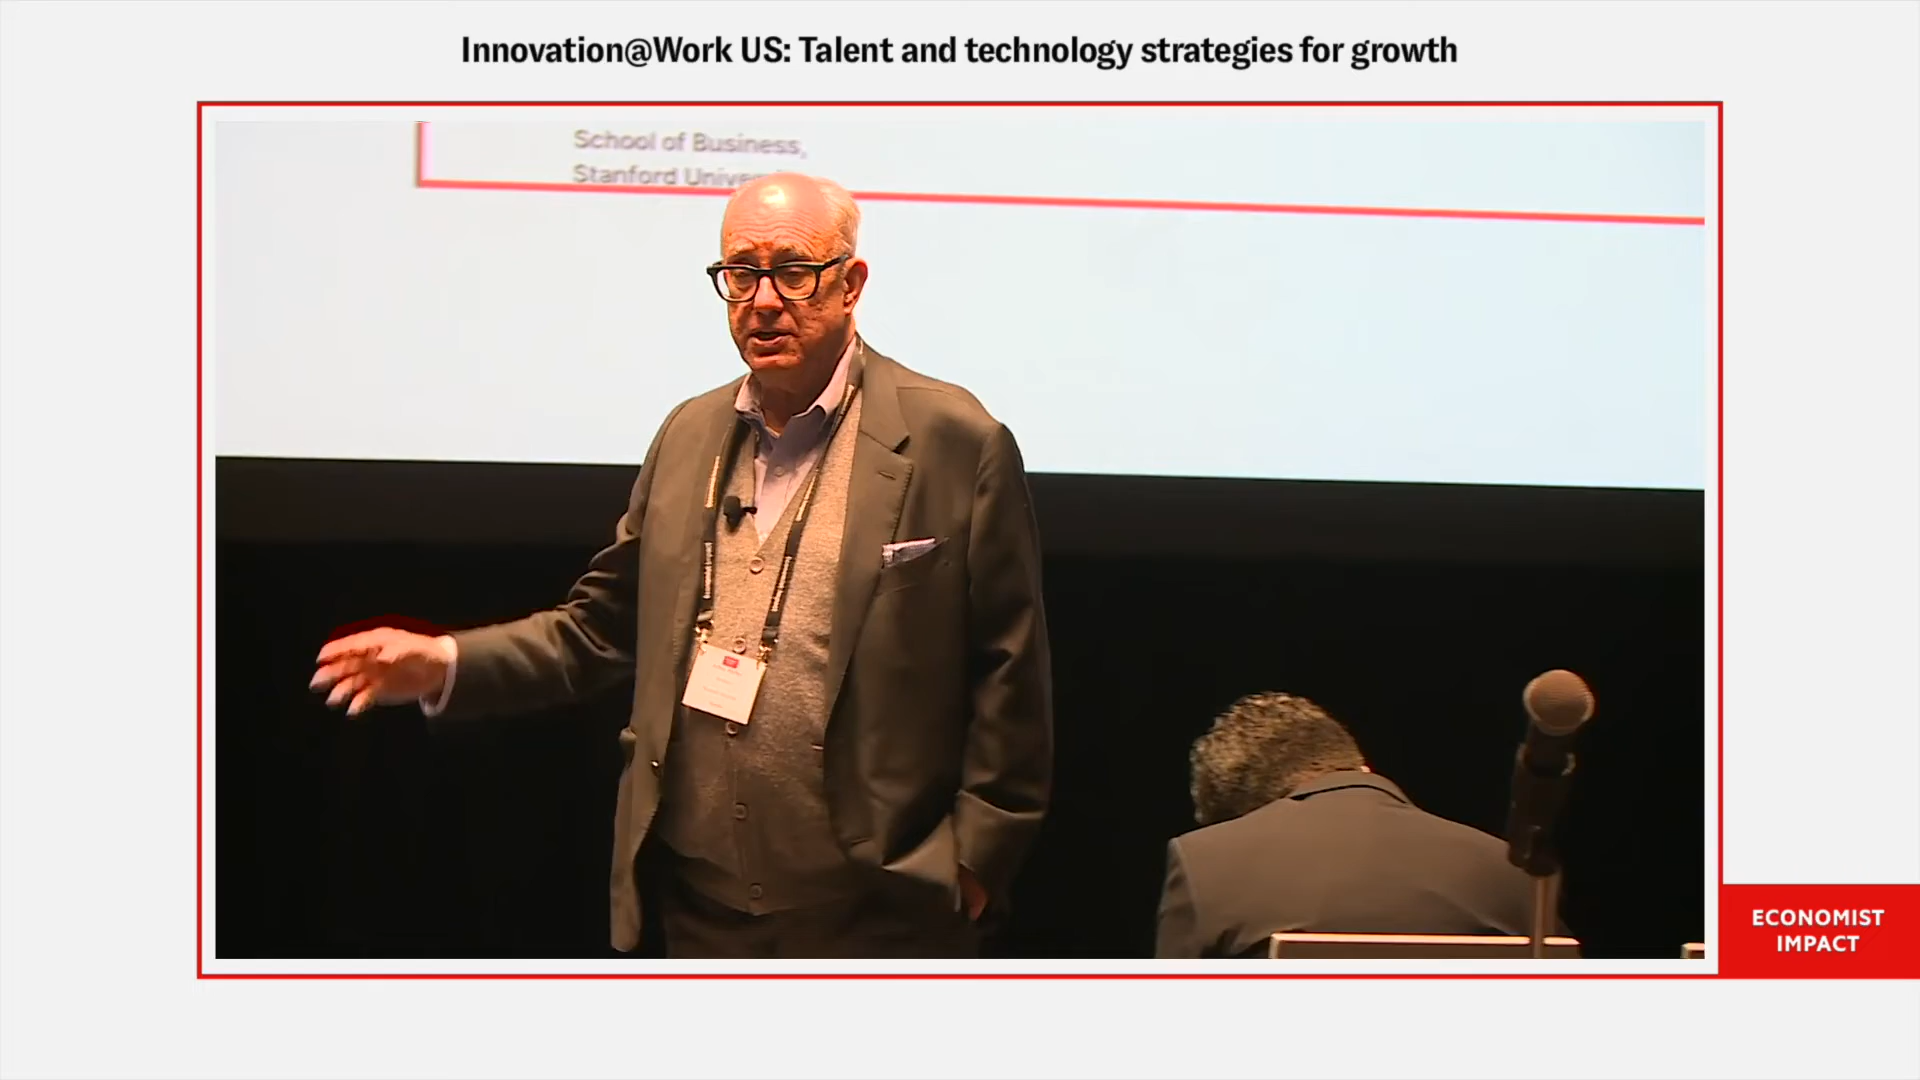 Innovation@Work US: Talent and technology strategies for growth
School of Business,
Stanford
ECONOMIST
IMPACT